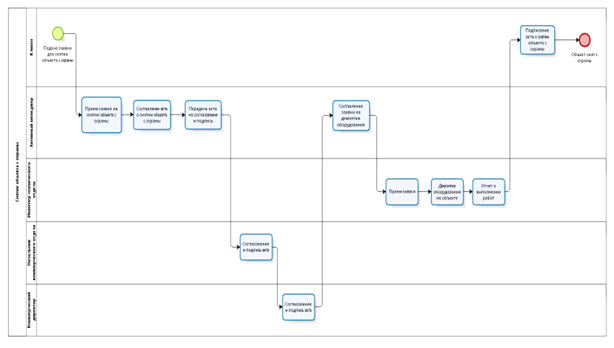 Снятие объекта с охраны
Клиент
Подача заявки
для снятие
объекта с охраны
Подписание
акта о снятии
объекта с
охраны
Объект снят с
охраны
Активный менеджер
Прием заявки на
снятие объекта с
охраны
Составление акта
о снятии объекта
с охраны
Передача акта
на согласование
и подпись
Составление
заявки на
демонтаж
оборудования
технического
отдела
Прием заявки
Демонтаж
оборудования
на объекте
Отчет о
выполнении
работ
Начальник
коммерческого отдела
Согласование
и подпись акта
Коммерческий
директор
Согласование
и подпись акта